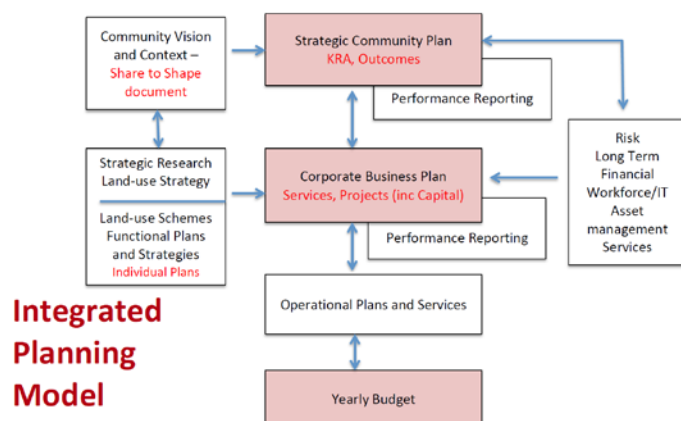 Community Vision
and Context –
Share to Shape
document
Strategic Community Plan
KRA, Outcomes
Performance Reporting
Strategic Research
Land-use Strategy
Land-use Schemes
Functional Plans
and Strategies
Individual Plans
Corporate Business Plan
Services, Projects (inc Capital)
Performance Reporting
Risk
Long Term
Financial
Workforce/IT
Asset
management
Services
Operational Plans and Services
Yearly Budget
Integrated
Planning
Model